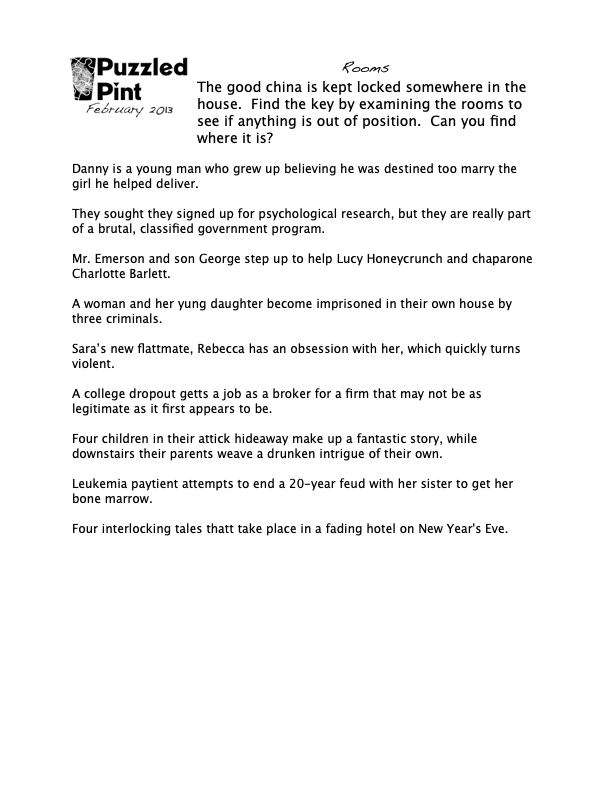 Puzzled
Pint
February 2013
Rooms
The good china is kept locked somewhere in the
house.  Find the key by examining the rooms to
see if anything is out of position.  Can you find
where it is?
Danny is a young man who grew up believing he was destined too marry the
girl he helped deliver.
They sought they signed up for psychological research, but they are really part
of a brutal, classified government program.
Mr. Emerson and son George step up to help Lucy Honeycrunch and chaparone
Charlotte Barlett.
A woman and her yung daughter become imprisoned in their own house by
three criminals.
Sara's new flattmate, Rebecca has an obsession with her, which quickly turns
violent.
A college dropout getts a job as a broker for a firm that may not be as
legitimate as it first appears to be.
Four children in their attick hideaway make up a fantastic story, while
downstairs their parents weave a drunken intrigue of their own.
Leukemia paytient attempts to end a 20-year feud with her sister to get her
bone marrow.
Four interlocking tales thatt take place in a fading hotel on New Year's Eve.